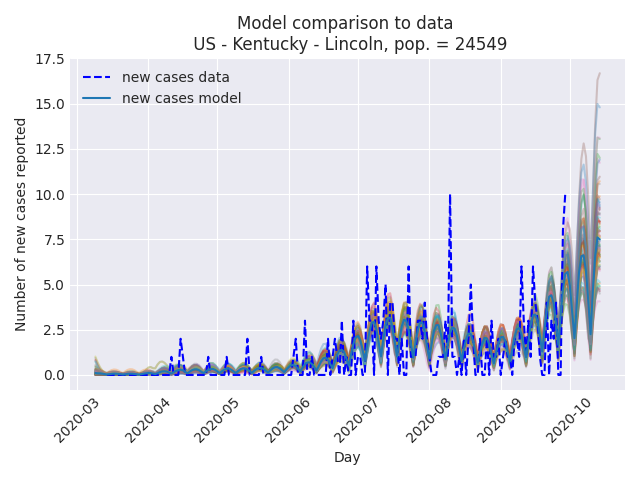 Model comparison to data
US - Kentucky - Lincoln, pop. = 24549
new cases data
new cases model
Number of new cases reported
17.5
15.0
12.5
10.0
7.5
5.0
2.5
0.0
2020-03
2020-04
2020-05
2020-06
2020-07
2020-08
2020-09
2020-10
Day